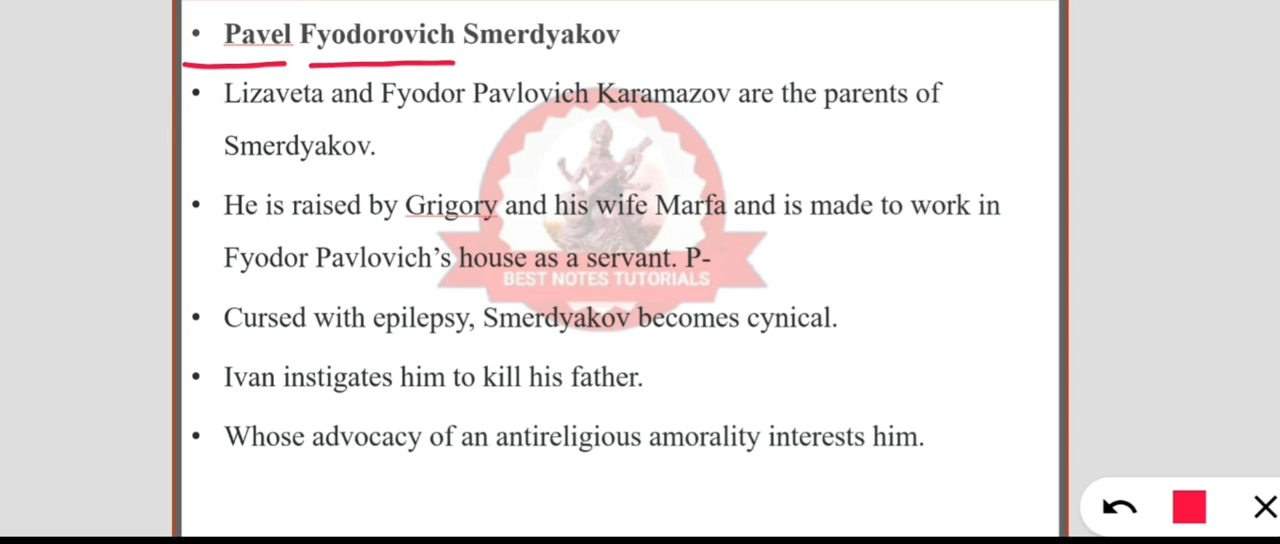 • Pavel Fyodorovich Smerdyakov
• Lizaveta and Fyodor Pavlovich Karamazov are the parents of
Smerdyakov.
• He is raised by Grigory and his wife Marfa and is made to work in
Fyodor Pavlovich’s house as a servant. P-
BEST NOTES TUTORIALS
• Cursed with epilepsy, Smerdyakov becomes cynical.
• Ivan instigates him to kill his father.
• Whose advocacy of an antireligious amorality interests him.